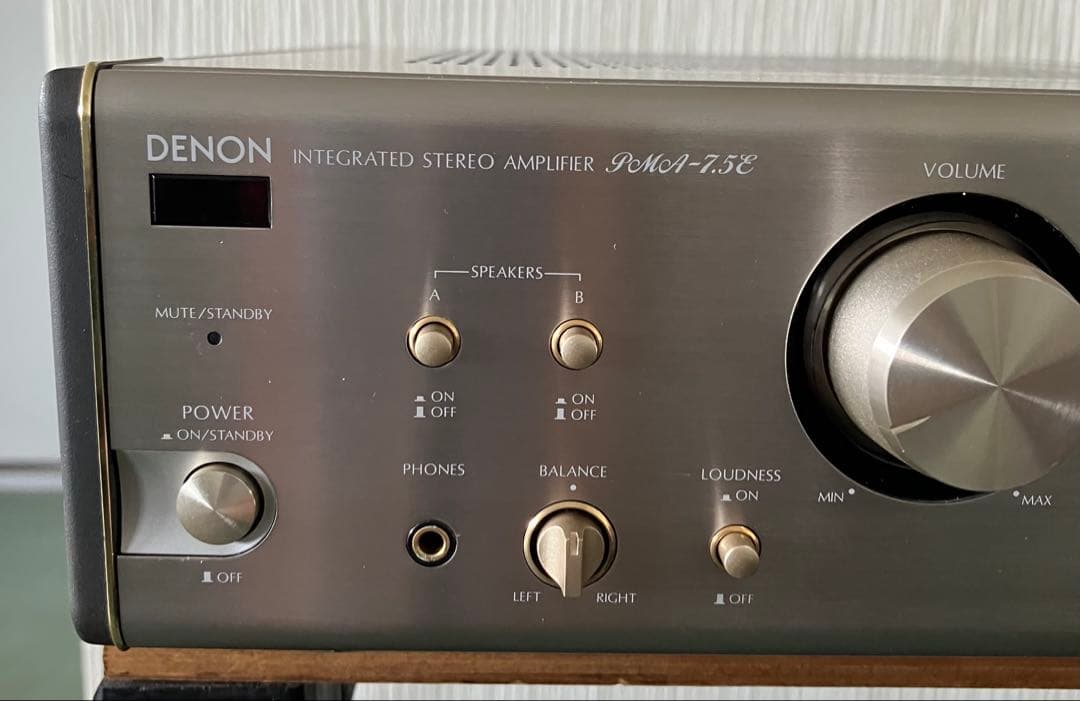 DENON INTEGRATED STEREO AMPLIFIER PMA-7.5E
VOLUME
SPEAKERS
A B
MUTE/STANDBY
ON ON
OFF OFF
POWER
ON/STANDBY
PHONES
BALANCE
LOUDNESS
ON
MIN MAX
OFF
LEFT RIGHT
OFF